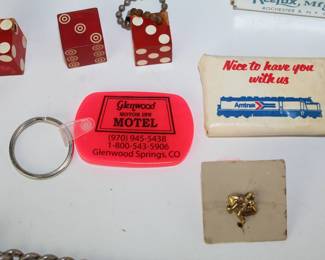 ROCHESTER & N.Y.
Nice to have you
with us
Amtrak
Glenwood
MOTOR INN
MOTEL
(970) 945-5438
1-800-543-5906
Glenwood Springs, CO